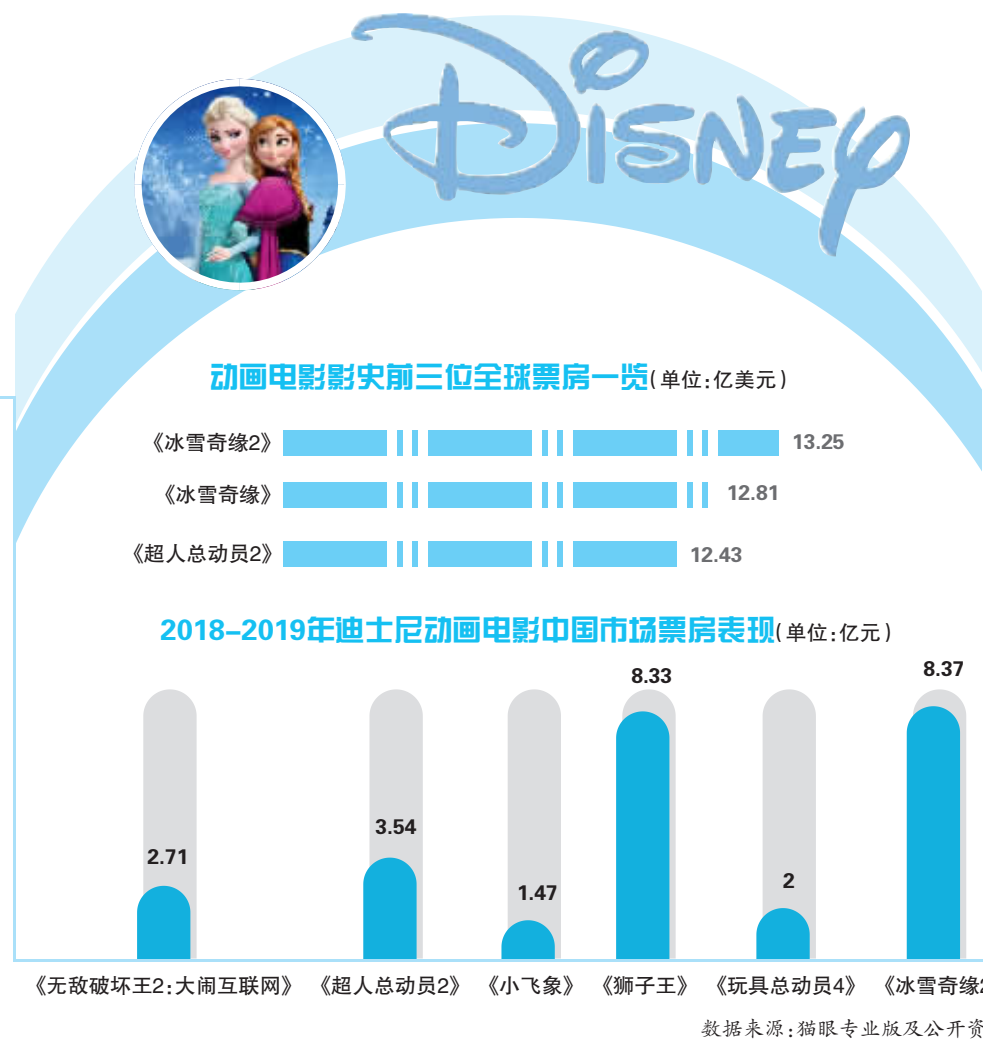 DISNEY
动画电影影史前三位全球票房一览(单位:亿美元)
《冰雪奇缘2》 13.25
《冰雪奇缘》 12.81
《超人总动员2》 12.43
2018–2019年迪士尼动画电影中国市场票房表现(单位:亿元)
2.71 3.54 1.47 8.33 2 8.37
《无敌破坏王2:大闹互联网》 《超人总动员2》 《小飞象》 《狮子王》 《玩具总动员4》 《冰雪奇缘2
数据来源:猫眼专业版及公开资